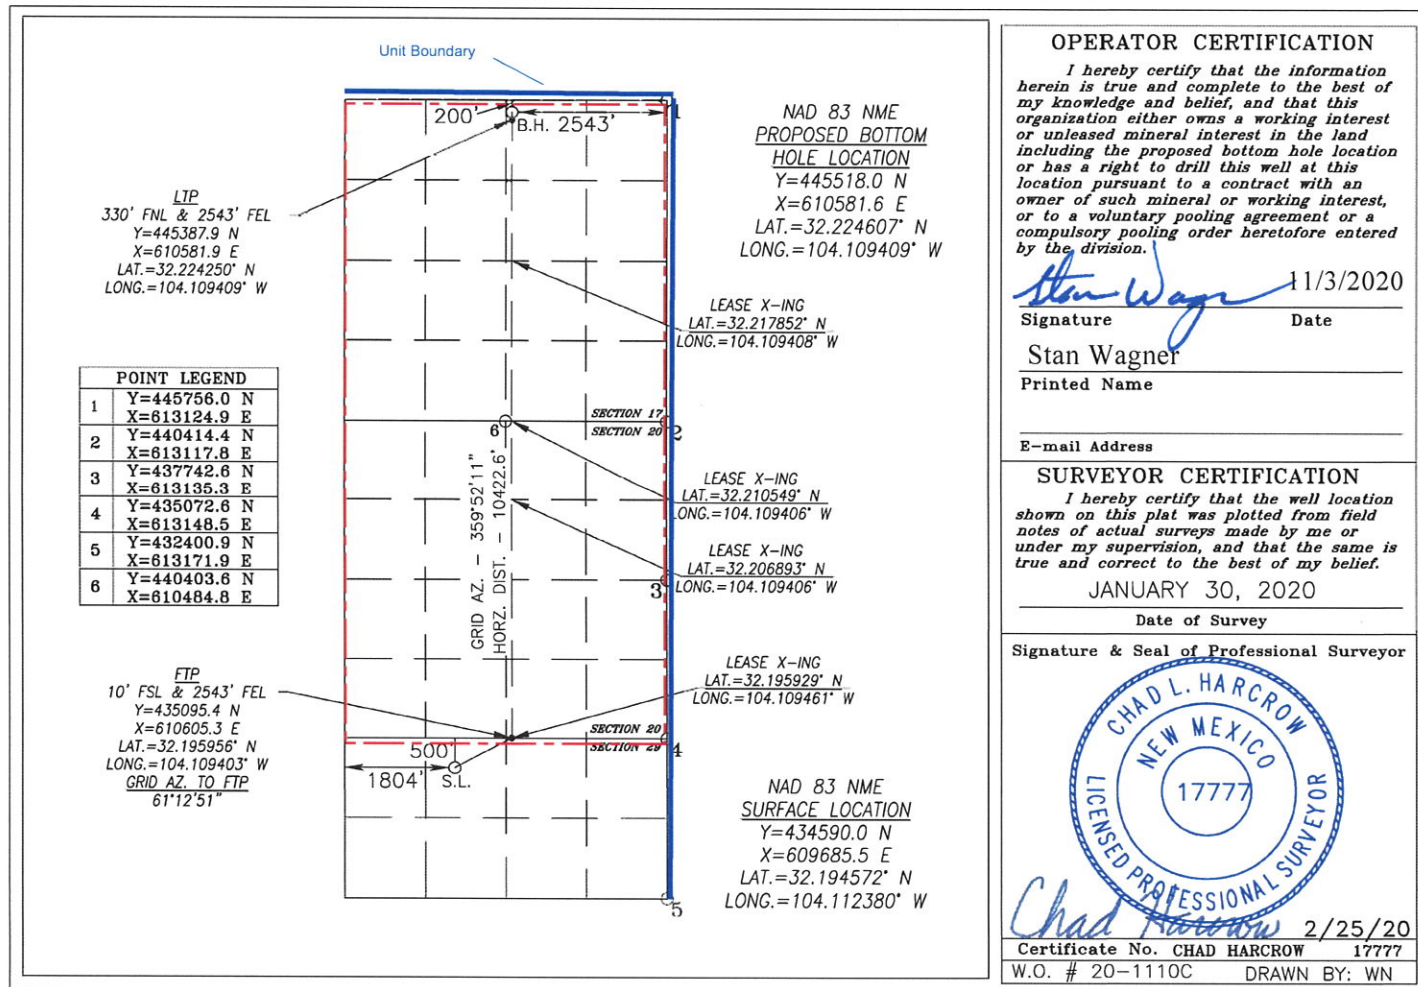 Unit Boundary
200'
B.H. 2543'
1
LTP
330' FNL & 2543' FEL
Y=445387.9 N
X=610581.9 E
LAT.=32.224250° N
LONG.=104.109409° W
NAD 83 NME
PROPOSED BOTTOM
HOLE LOCATION
Y=445518.0 N
X=610581.6 E
LAT.=32.224607° N
LONG.=104.109409° W
LEASE X-ING
LAT.=32.217852° N
LONG.=104.109408° W
POINT LEGEND
1 Y=445756.0 N
X=613124.9 E
2 Y=440414.4 N
X=613117.8 E
3 Y=437742.6 N
X=613135.3 E
4 Y=435072.6 N
X=613148.5 E
5 Y=432400.9 N
X=613171.9 E
6 Y=440403.6 N
X=610484.8 E
SECTION 17
SECTION 20
6
2
GRID AZ. - 359°52'11"
HORZ. DIST. - 10422.6'
LEASE X-ING
LAT.=32.210549° N
LONG.=104.109406° W
LEASE X-ING
LAT.=32.206893° N
LONG.=104.109406° W
3
LEASE X-ING
LAT.=32.195929° N
LONG.=104.109461° W
FTP
10' FSL & 2543' FEL
Y=435095.4 N
X=610605.3 E
LAT.=32.195956° N
LONG.=104.109403° W
GRID AZ. TO FTP
61°12'51"
SECTION 20
SECTION 29
4
500'
1804'
S.L.
NAD 83 NME
SURFACE LOCATION
Y=434590.0 N
X=609685.5 E
LAT.=32.194572° N
LONG.=104.112380° W
5
OPERATOR CERTIFICATION
I hereby certify that the information
herein is true and complete to the best of
my knowledge and belief, and that this
organization either owns a working interest
or unleased mineral interest in the land
including the proposed bottom hole location
or has a right to drill this well at this
location pursuant to a contract with an
owner of such mineral or working interest,
or to a voluntary pooling agreement or a
compulsory pooling order heretofore entered
by the division.
Stan Wagner 11/3/2020
Signature Date
Stan Wagner
Printed Name
E-mail Address
SURVEYOR CERTIFICATION
I hereby certify that the well location
shown on this plat was plotted from field
notes of actual surveys made by me or
under my supervision, and that the same is
true and correct to the best of my belief.
JANUARY 30, 2020
Date of Survey
Signature & Seal of Professional Surveyor
CHAD L. HARCROW
NEW MEXICO
17777
LICENSED PROFESSIONAL SURVEYOR
Chad Harcrow 2/25/20
Certificate No. CHAD HARCROW 17777
W.O. # 20-1110C DRAWN BY: WN